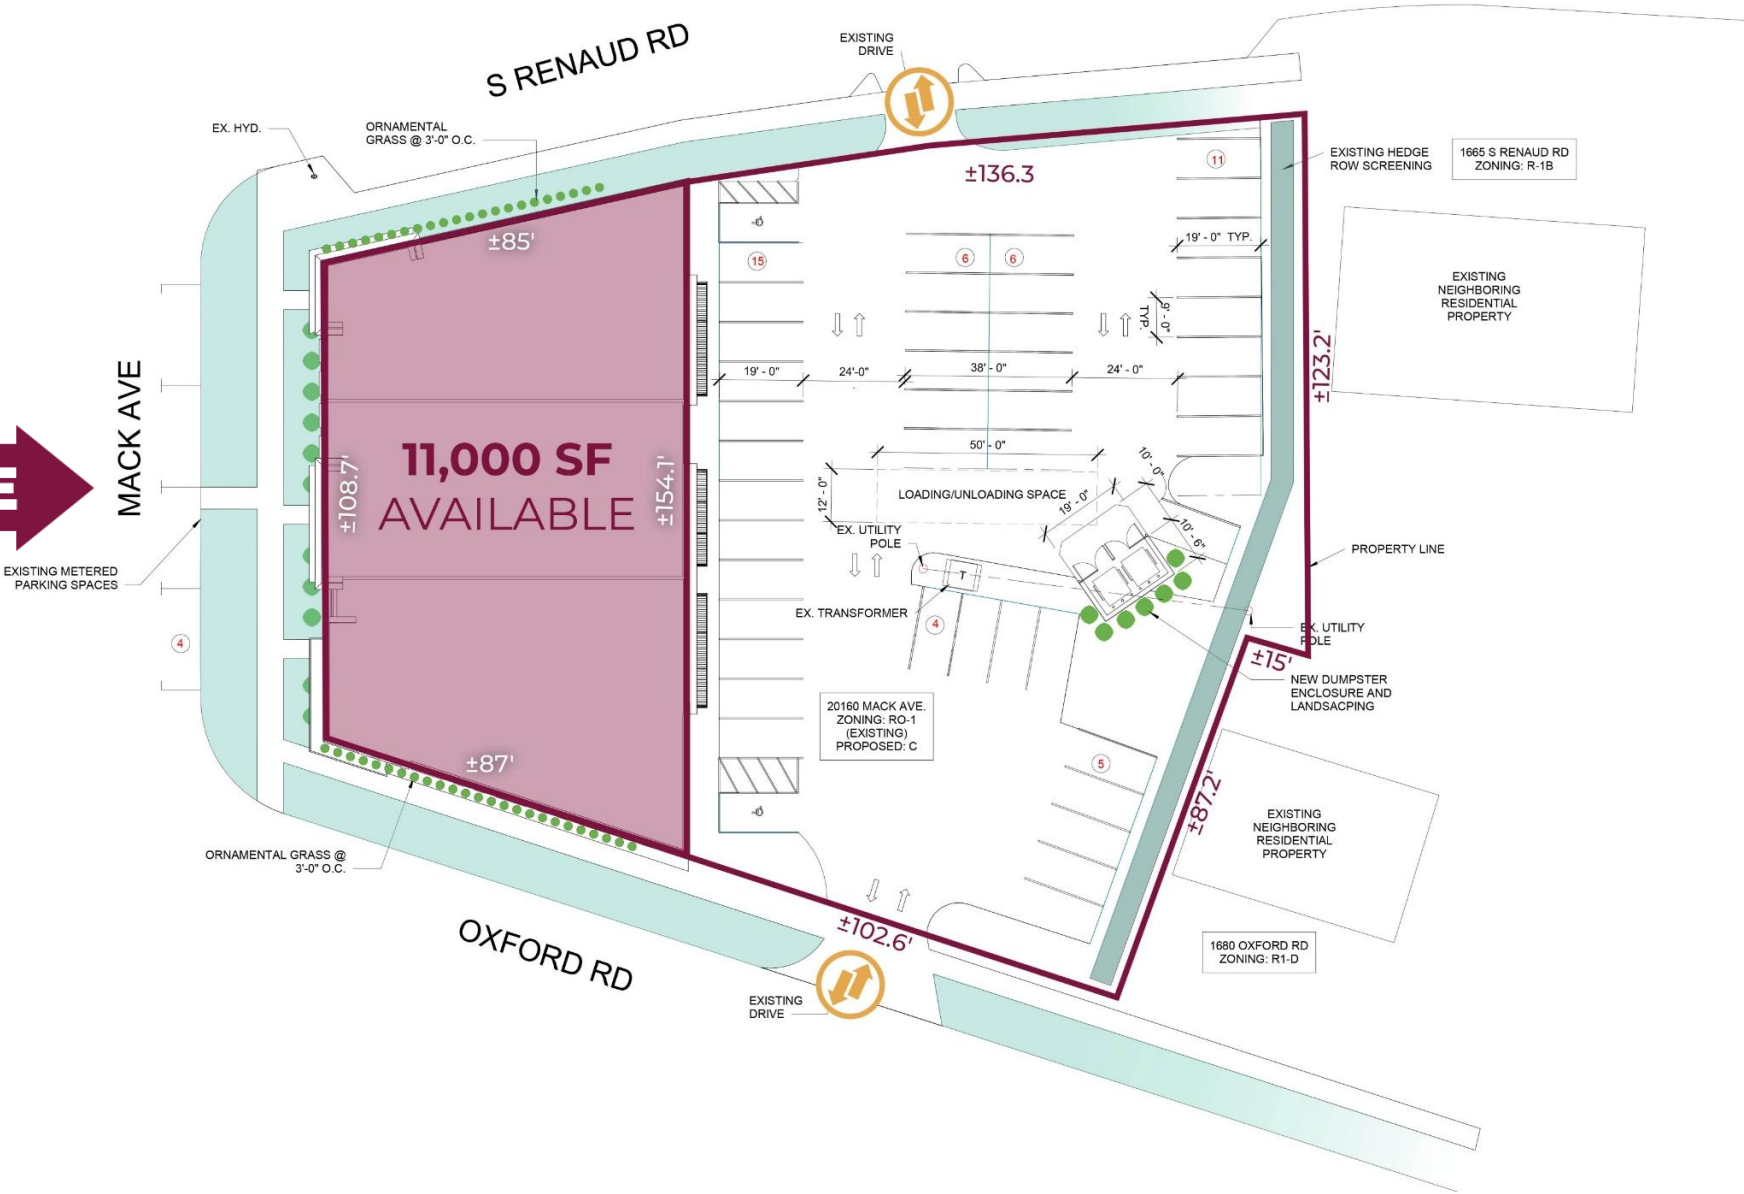 S RENAUD RD
EXISTING
DRIVE
EX. HYD.
ORNAMENTAL
GRASS @ 3'-0" O.C.
±136.3
11
EXISTING HEDGE
ROW SCREENING
1665 S RENAUD RD
ZONING: R-1B
±85'
15
6
6
19' - 0" TYP.
9' - 0"
TYP.
EXISTING
NEIGHBORING
RESIDENTIAL
PROPERTY
±123.2'
19' - 0"
24'-0"
38' - 0"
24' - 0"
MACK AVE
11,000 SF
AVAILABLE
±108.7'
±154.1'
50' - 0"
12' - 0"
LOADING/UNLOADING SPACE
10' - 0"
19' - 0"
10' - 6"
E
EX. UTILITY
POLE
T
EX. TRANSFORMER
4
PROPERTY LINE
EXISTING METERED
PARKING SPACES
4
EX. UTILITY
POLE
±15'
NEW DUMPSTER
ENCLOSURE AND
LANDSACPING
20160 MACK AVE.
ZONING: RO-1
(EXISTING)
PROPOSED: C
5
±87'
±87.2'
EXISTING
NEIGHBORING
RESIDENTIAL
PROPERTY
ORNAMENTAL GRASS @
3'-0" O.C.
±102.6'
OXFORD RD
1680 OXFORD RD
ZONING: R1-D
EXISTING
DRIVE